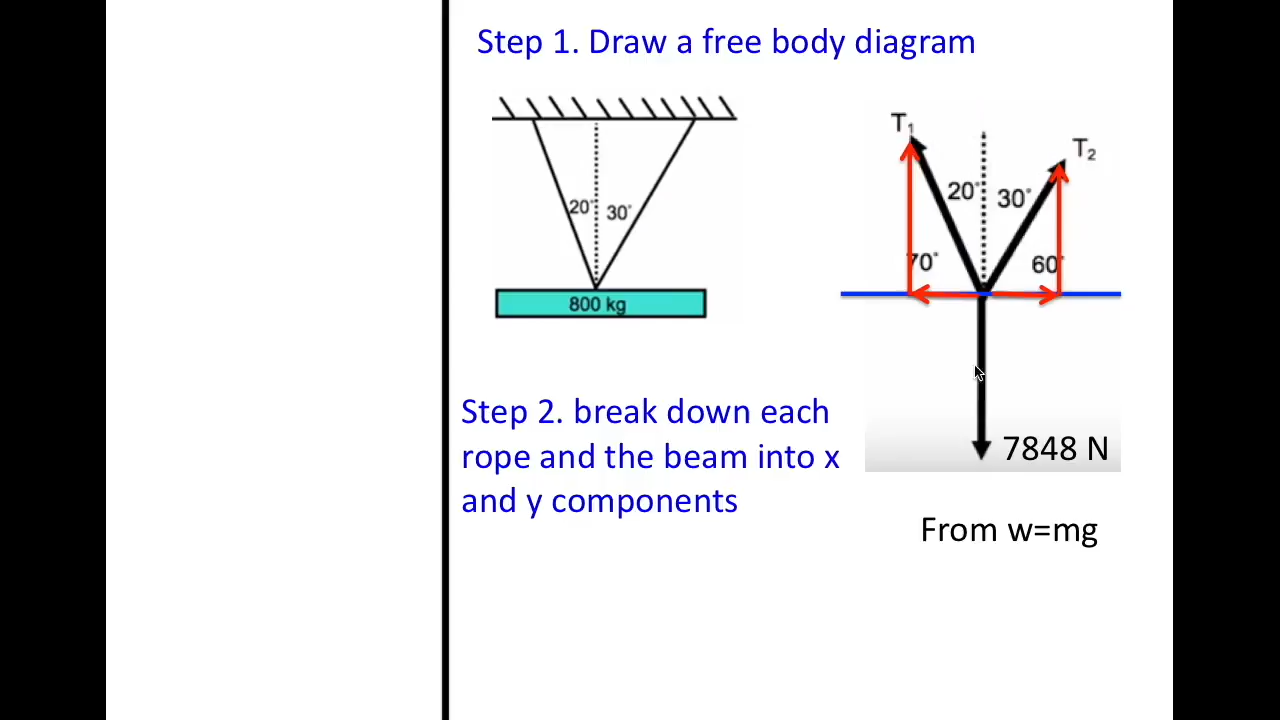 Step 1. Draw a free body diagram
20°
30°
800 kg
T₁
T₂
20°
30°
70°
60°
7848 N
Step 2. break down each
rope and the beam into x
and y components
From w=mg